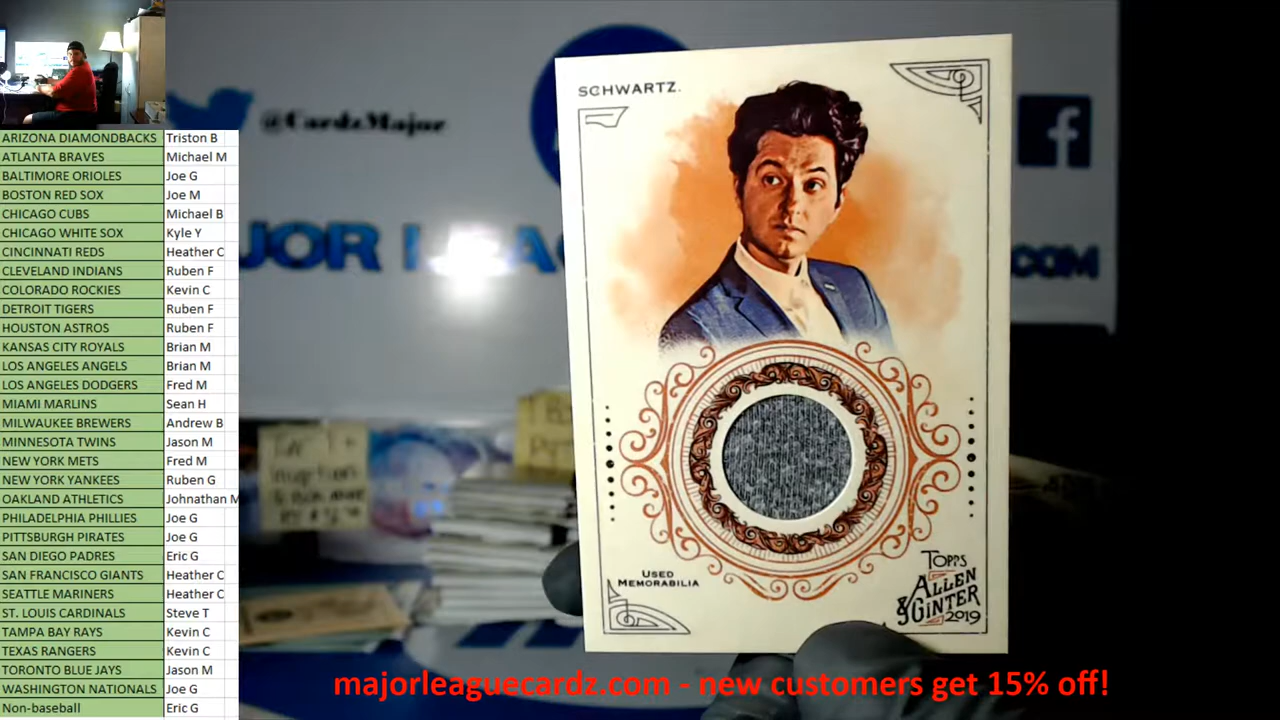 ARIZONA DIAMONDBACKS Triston B
ATLANTA BRAVES Michael M
BALTIMORE ORIOLES Joe G
BOSTON RED SOX Joe M
CHICAGO CUBS Michael B
CHICAGO WHITE SOX Kyle Y
CINCINNATI REDS Heather C
CLEVELAND INDIANS Ruben F
COLORADO ROCKIES Kevin C
DETROIT TIGERS Ruben F
HOUSTON ASTROS Ruben F
KANSAS CITY ROYALS Brian M
LOS ANGELES ANGELS Brian M
LOS ANGELES DODGERS Fred M
MIAMI MARLINS Sean H
MILWAUKEE BREWERS Andrew B
MINNESOTA TWINS Jason M
NEW YORK METS Fred M
NEW YORK YANKEES Ruben G
OAKLAND ATHLETICS Johnathan M
PHILADELPHIA PHILLIES Joe G
PITTSBURGH PIRATES Joe G
SAN DIEGO PADRES Eric G
SAN FRANCISCO GIANTS Heather C
SEATTLE MARINERS Heather C
ST. LOUIS CARDINALS Steve T
TAMPA BAY RAYS Kevin C
TEXAS RANGERS Kevin C
TORONTO BLUE JAYS Jason M
WASHINGTON NATIONALS Joe G
Non-baseball Eric G
@CardzMajor
JOR LEA
.COM
SCHWARTZ.
USED
MEMORABILIA
TOPPS
ALLEN
& GINTER
2019
majorleaguecardz.com - new customers get 15% off!